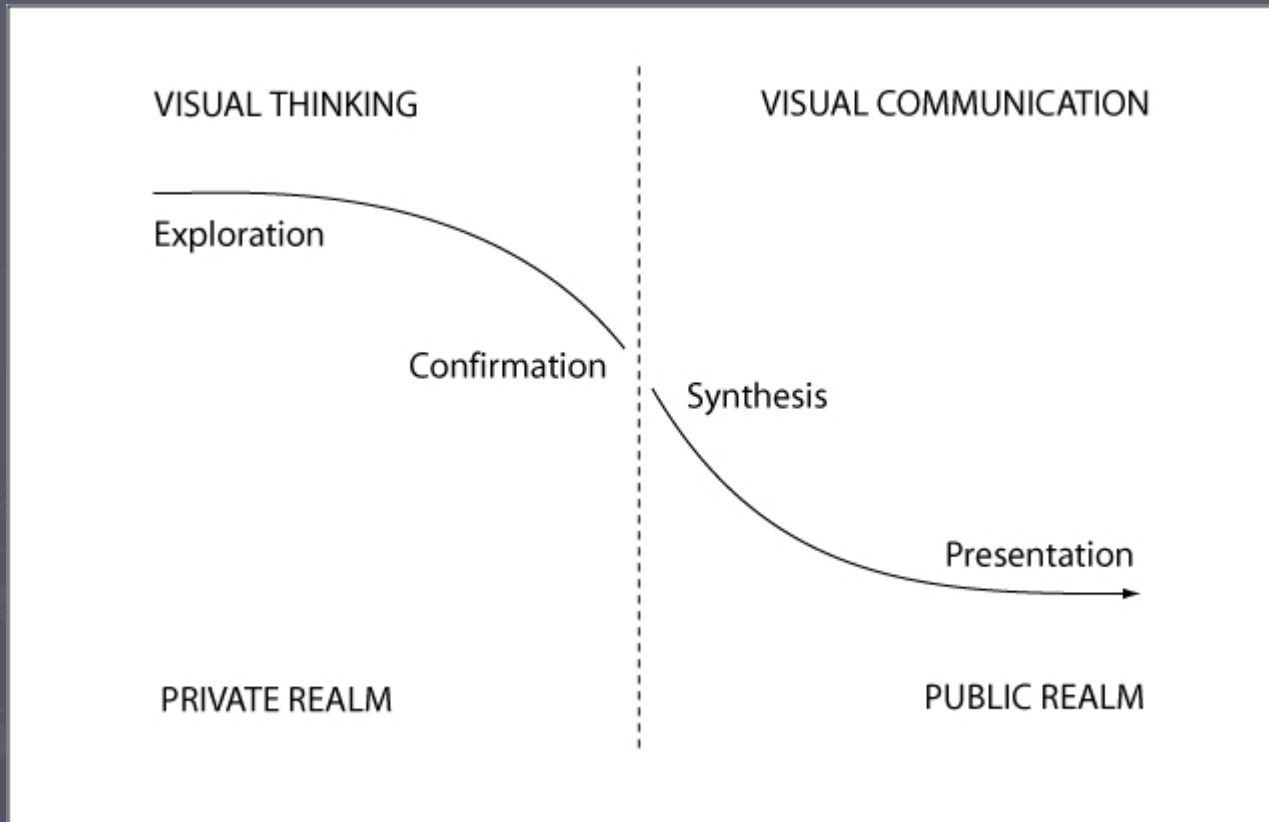 VISUAL THINKING
VISUAL COMMUNICATION
Exploration
Confirmation
Synthesis
Presentation
PRIVATE REALM
PUBLIC REALM